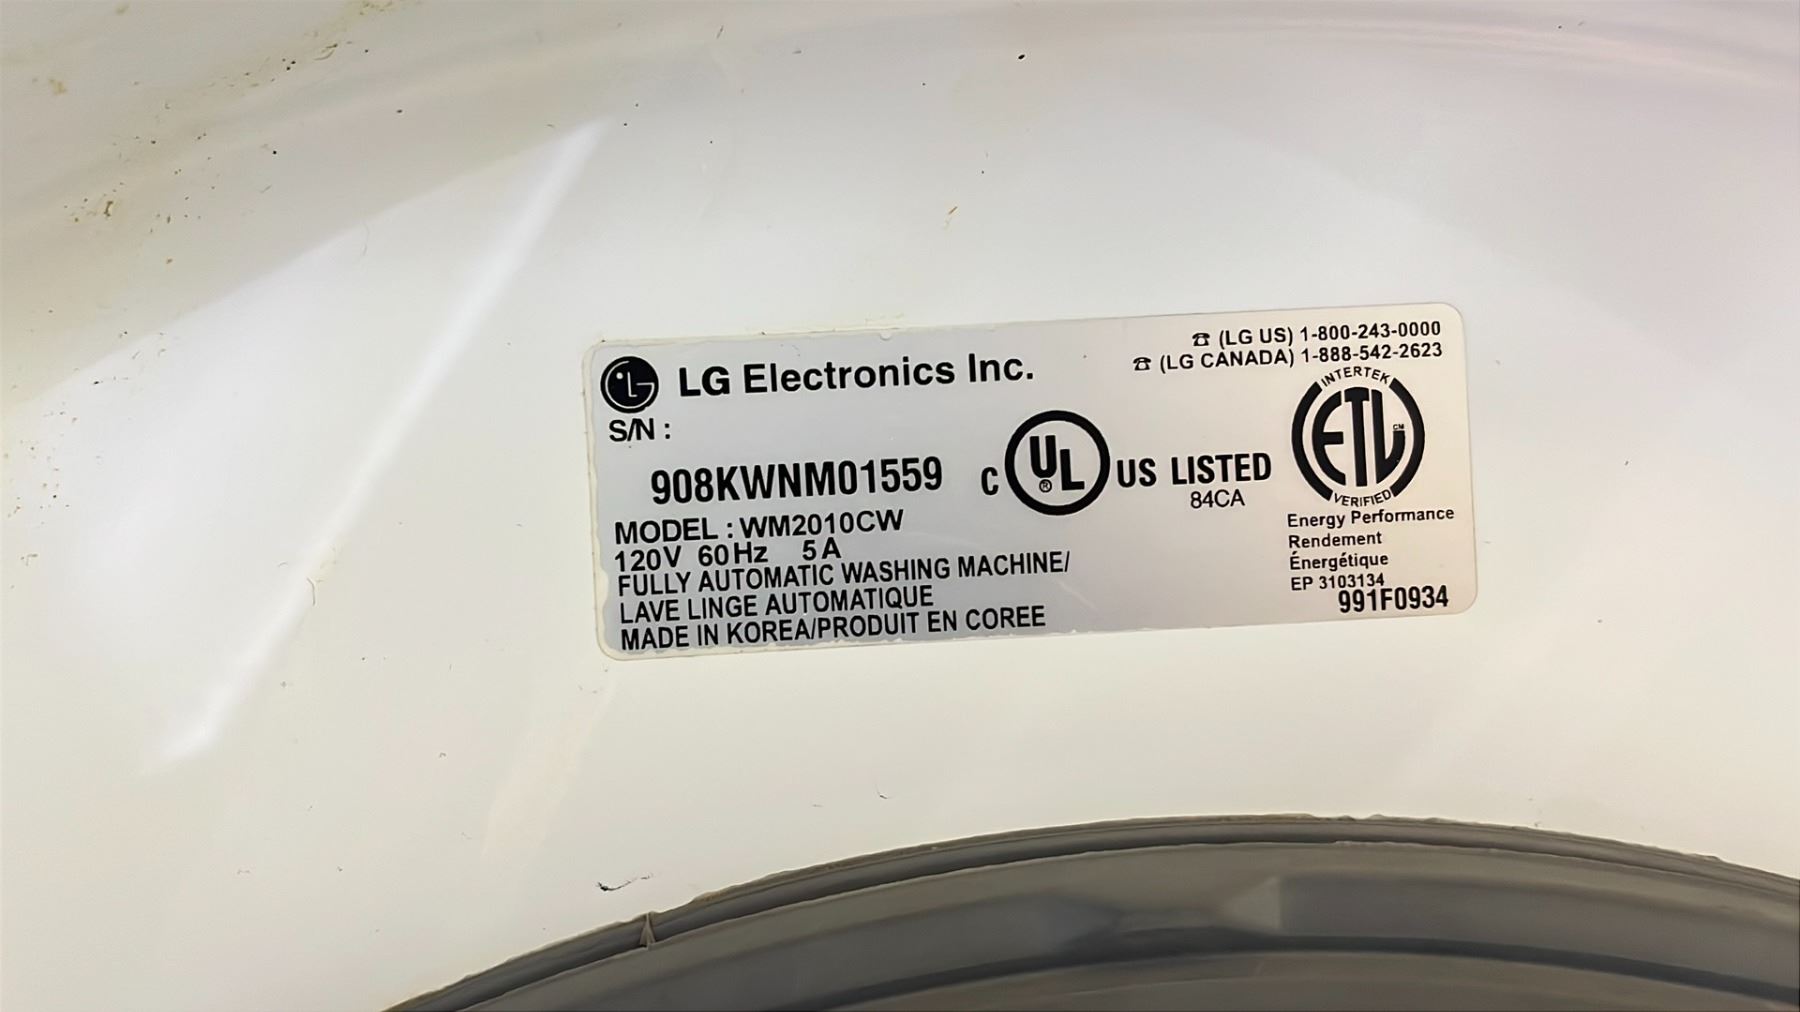 LG Electronics Inc.
☎ (LG US) 1-800-243-0000
☎ (LG CANADA) 1-888-542-2623
S/N :
908KWNM01559
MODEL : WM2010CW
120V 60Hz 5A
FULLY AUTOMATIC WASHING MACHINE/
LAVE LINGE AUTOMATIQUE
MADE IN KOREA/PRODUIT EN COREE
C UL ® US LISTED
84CA
INTERTEK
ETL CM
VERIFIED
Energy Performance
Rendement
Énergétique
EP 3103134
991F0934